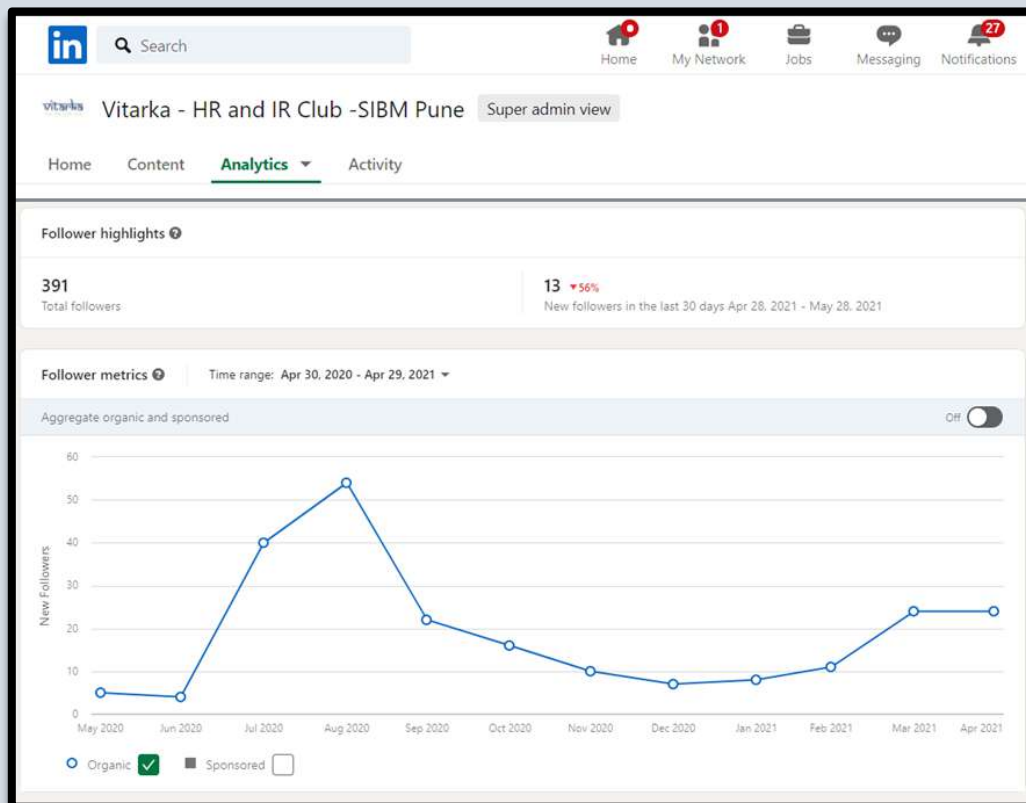 in Search
Home My Network 1 Jobs Messaging Notifications 27
vitarka Vitarka - HR and IR Club -SIBM Pune Super admin view
Home Content Analytics Activity
Follower highlights
391
Total followers
13 ▾56%
New followers in the last 30 days Apr 28, 2021 - May 28, 2021
Follower metrics Time range: Apr 30, 2020 - Apr 29, 2021
Aggregate organic and sponsored Off
60
50
40
30
20
10
0
New Followers
May 2020 Jun 2020 Jul 2020 Aug 2020 Sep 2020 Oct 2020 Nov 2020 Dec 2020 Jan 2021 Feb 2021 Mar 2021 Apr 2021
Organic Sponsored